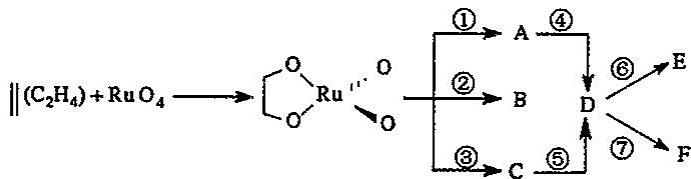 ① A ④
O O ⑥ E
‖(C₂H₄)+RuO₄ Ru ② B D
O O ⑦ F
③ C ⑤